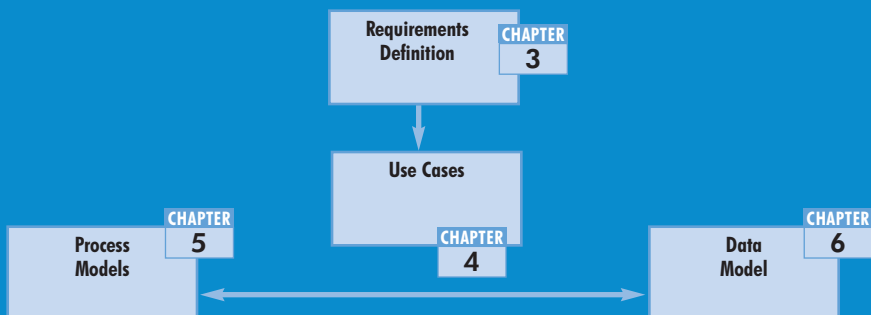 Requirements
Definition
CHAPTER
3
Use Cases
CHAPTER
4
Process
Models
CHAPTER
5
Data
Model
CHAPTER
6